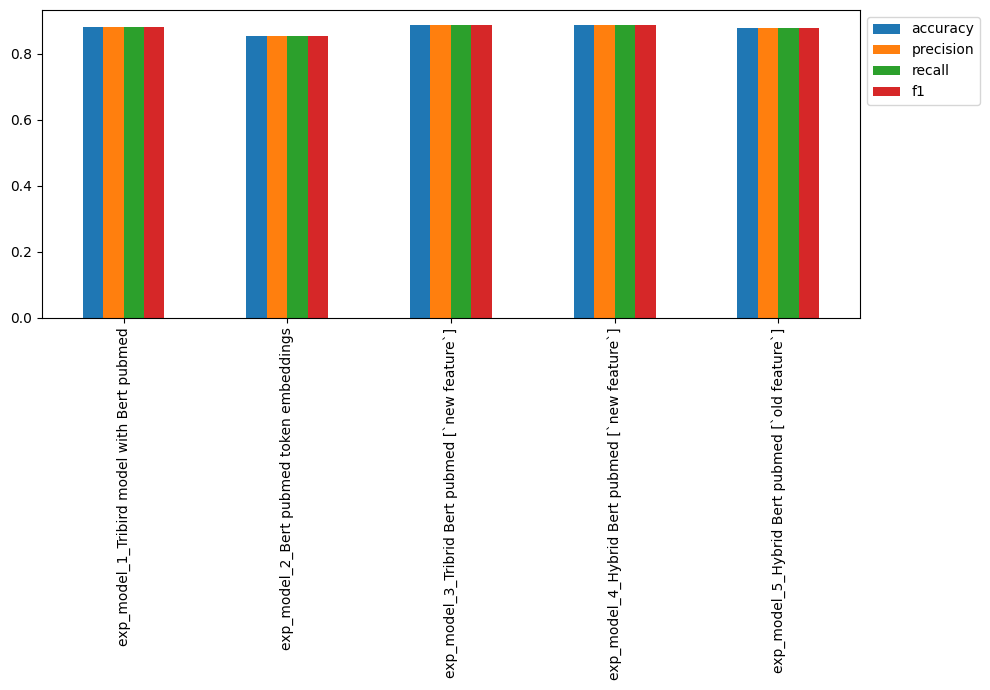 accuracy
precision
recall
f1
0.8
0.6
0.4
0.2
0.0
exp_model_1_Tribird model with Bert pubmed
exp_model_2_Bert pubmed token embeddings
exp_model_3_Tribrid Bert pubmed [`new feature`]
exp_model_4_Hybrid Bert pubmed [`new feature`]
exp_model_5_Hybrid Bert pubmed [`old feature`]